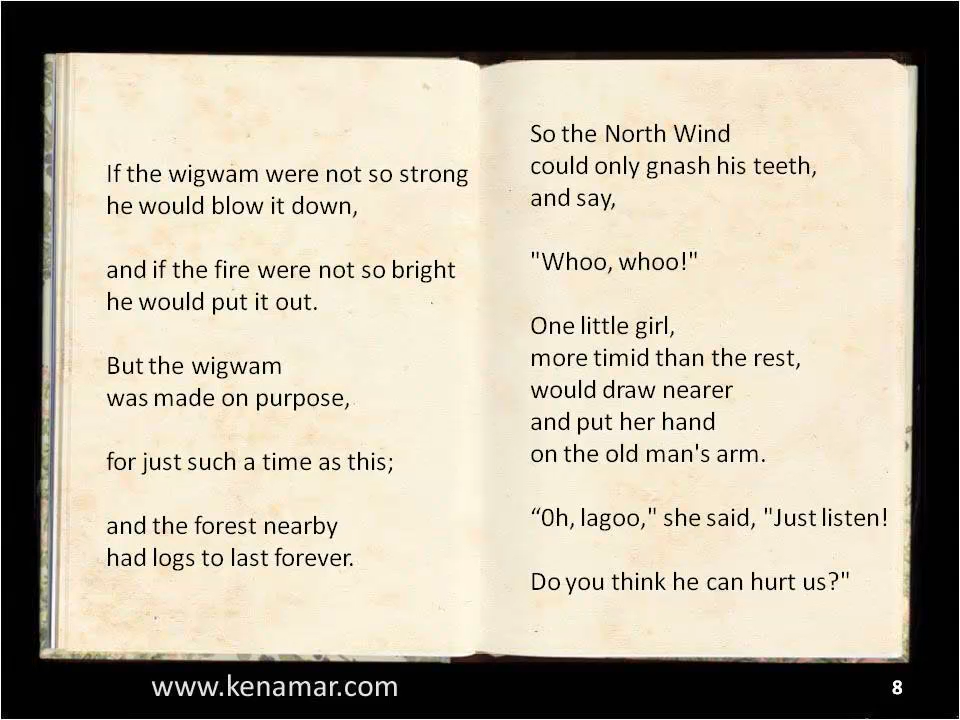 If the wigwam were not so strong
he would blow it down,
and if the fire were not so bright
he would put it out.
But the wigwam
was made on purpose,
for just such a time as this;
and the forest nearby
had logs to last forever.
So the North Wind
could only gnash his teeth,
and say,
"Whoo, whoo!"
One little girl,
more timid than the rest,
would draw nearer
and put her hand
on the old man's arm.
“0h, lagoo," she said, "Just listen!
Do you think he can hurt us?"
www.kenamar.com
8